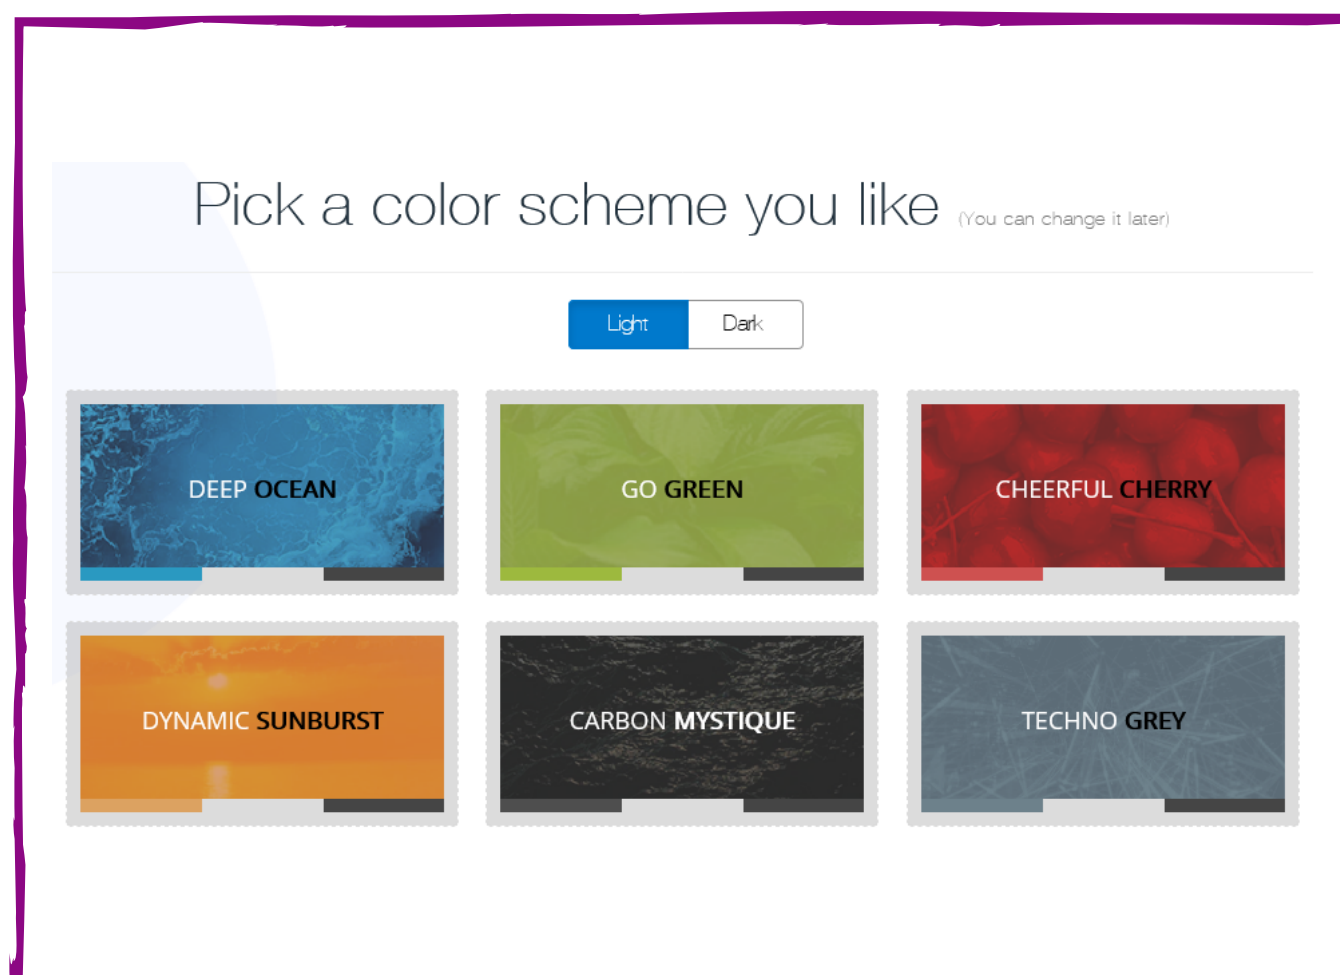 Pick a color scheme you like (You can change it later)
Light Dark
DEEP OCEAN
GO GREEN
CHEERFUL CHERRY
DYNAMIC SUNBURST
CARBON MYSTIQUE
TECHNO GREY